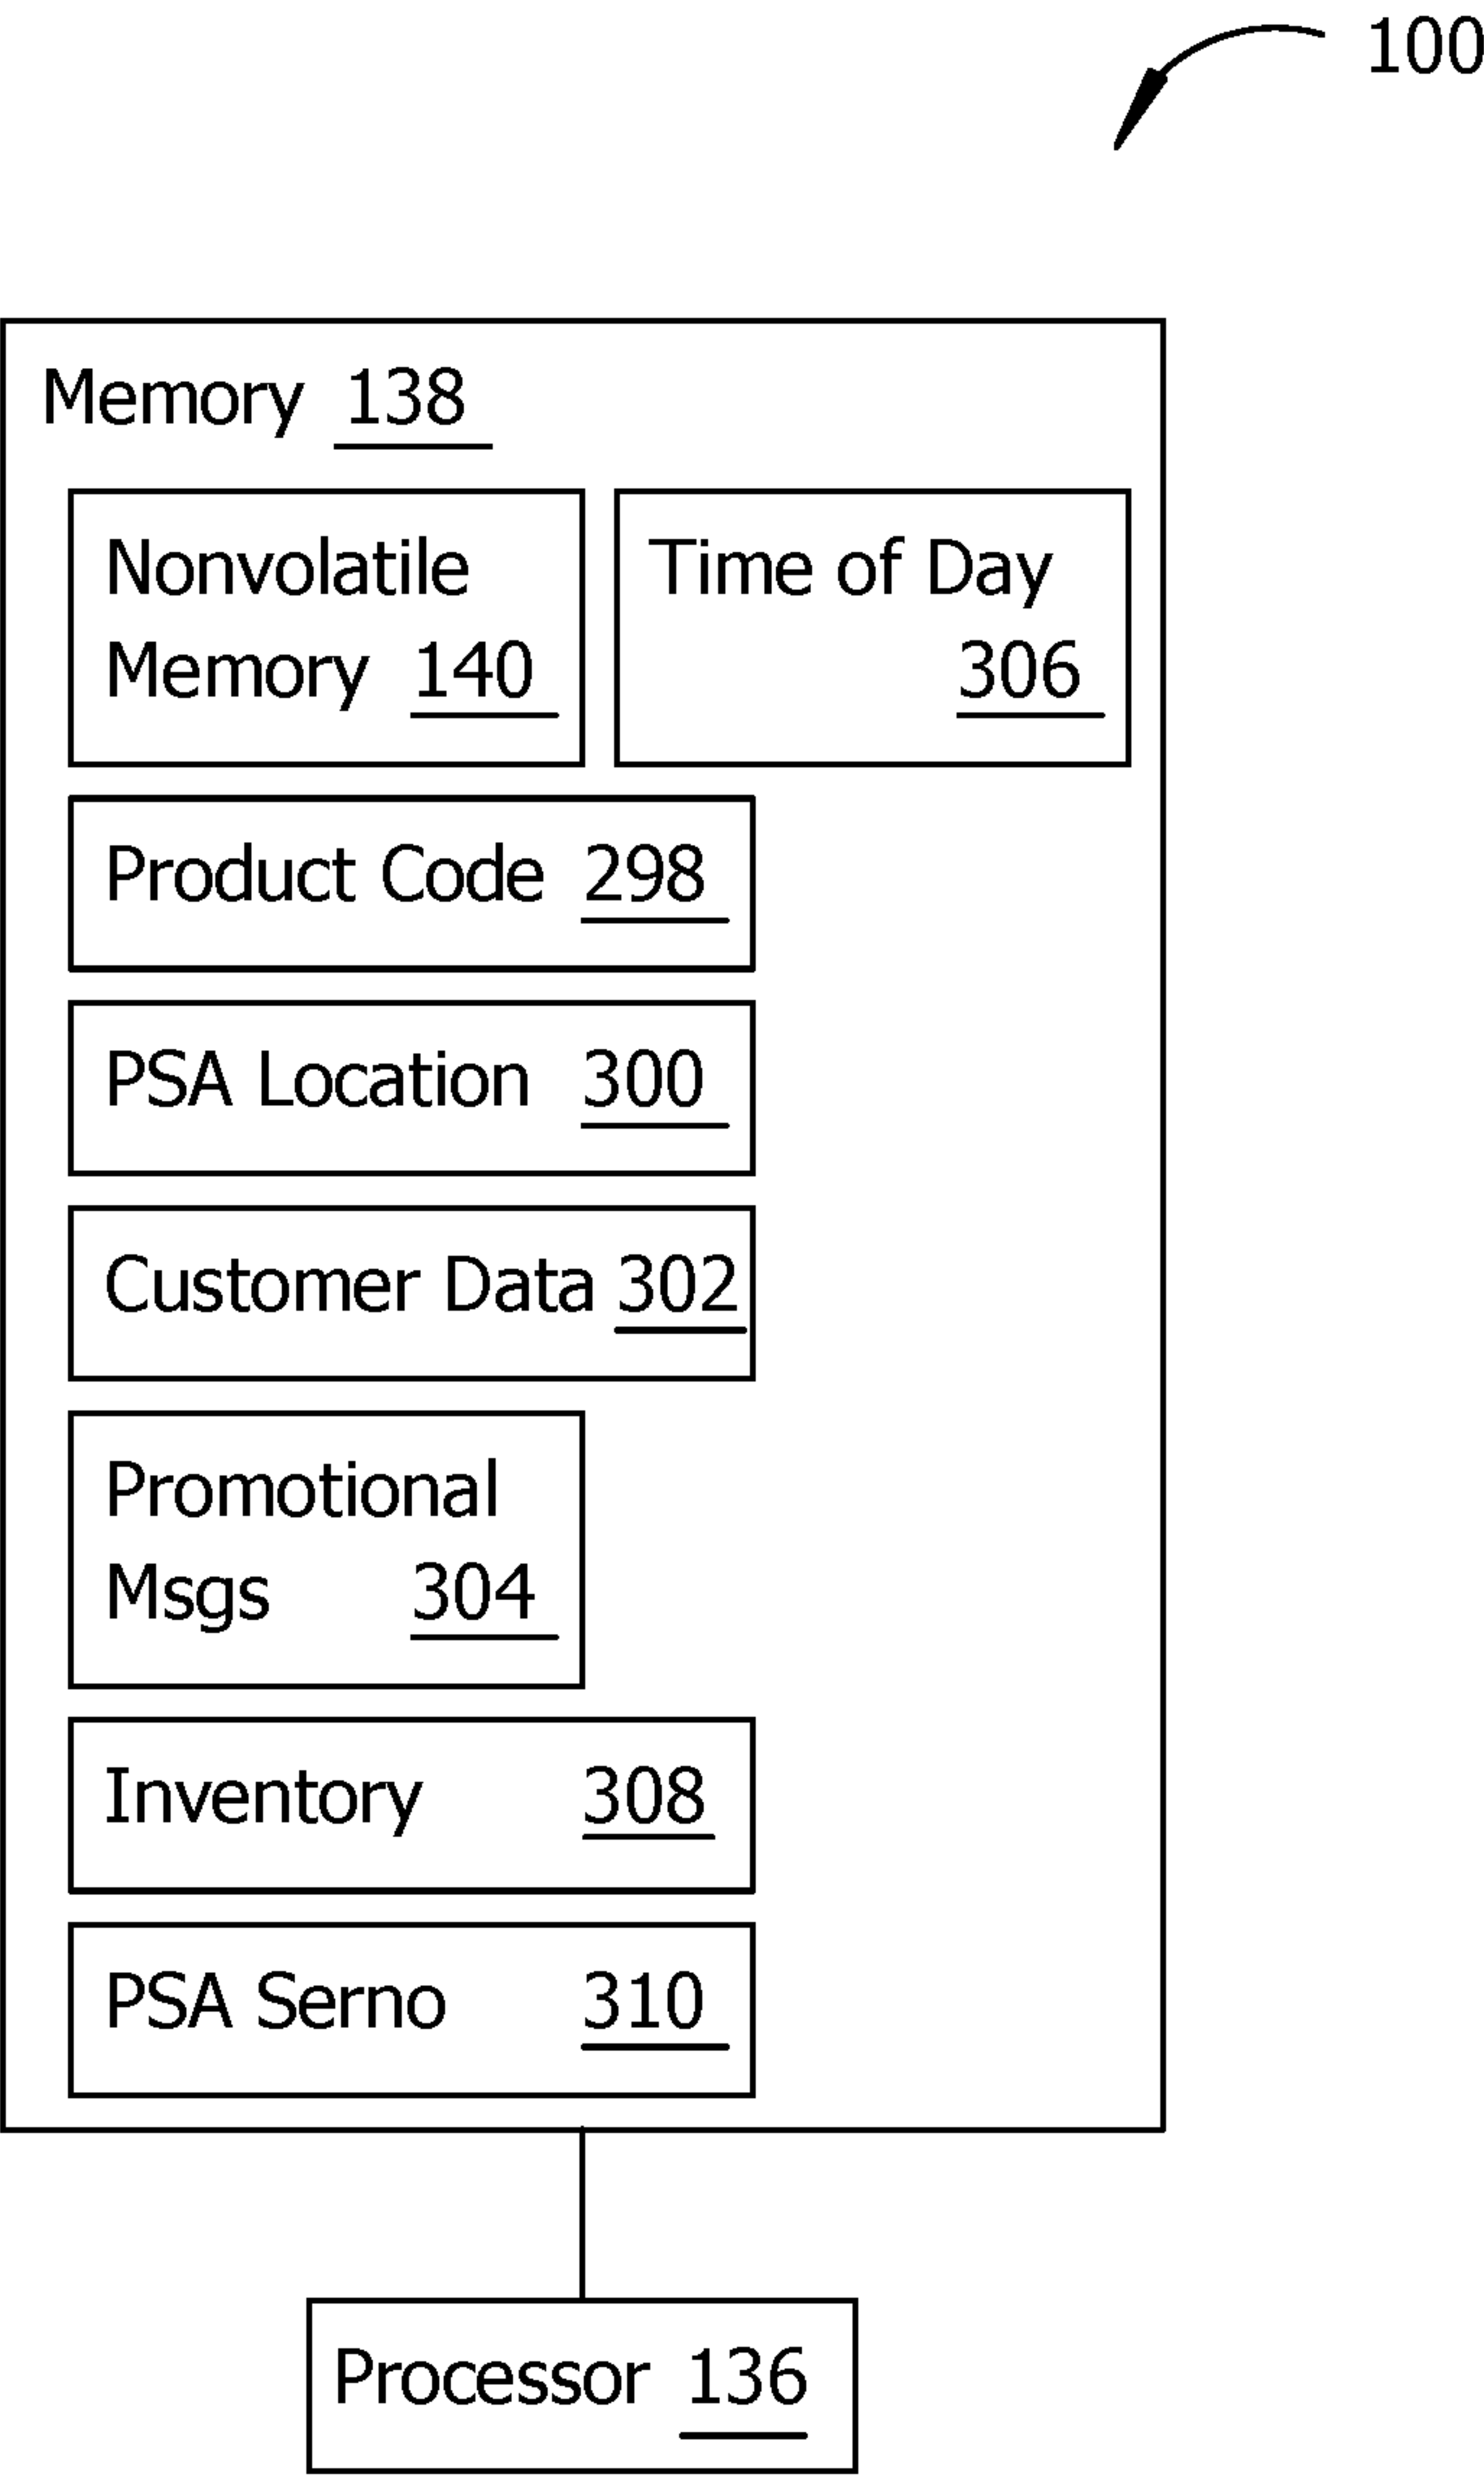 100
Memory 138
Nonvolatile
Memory 140
Time of Day
306
Product Code 298
PSA Location 300
Customer Data 302
Promotional
Msgs 304
Inventory 308
PSA Serno 310
Processor 136